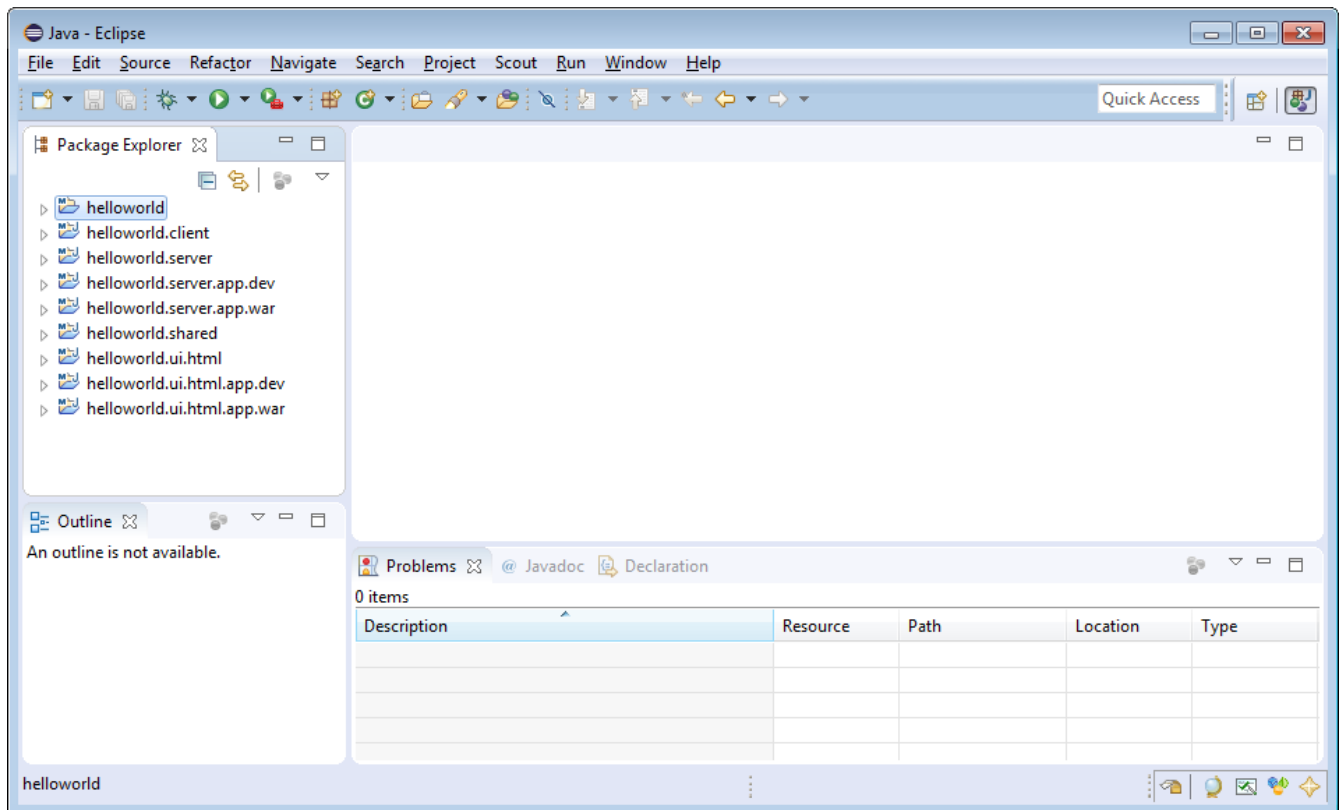 Java - Eclipse
File Edit Source Refactor Navigate Search Project Scout Run Window Help
Quick Access
Package Explorer
helloworld
helloworld.client
helloworld.server
helloworld.server.app.dev
helloworld.server.app.war
helloworld.shared
helloworld.ui.html
helloworld.ui.html.app.dev
helloworld.ui.html.app.war
Outline
An outline is not available.
Problems @ Javadoc Declaration
0 items
Description Resource Path Location Type
helloworld